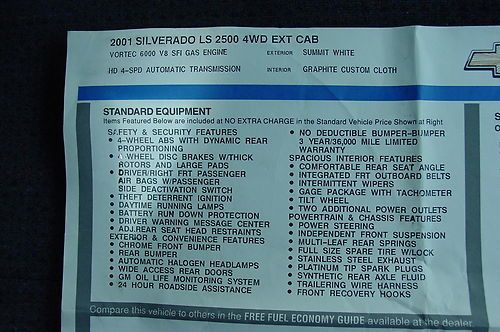 2001 SILVERADO LS 2500 4WD EXT CAB
VORTEC 6000 V8 SFI GAS ENGINE EXTERIOR SUMMIT WHITE
HD 4-SPD AUTOMATIC TRANSMISSION INTERIOR GRAPHITE CUSTOM CLOTH
STANDARD EQUIPMENT
Items Featured Below are included at NO EXTRA CHARGE in the Standard Vehicle Price Shown at Right
SAFETY & SECURITY FEATURES
• 4-WHEEL ABS WITH DYNAMIC REAR
PROPORTIONING
• 4-WHEEL DISC BRAKES W/THICK
ROTORS AND LARGE PADS
• DRIVER/RIGHT FRT PASSENGER
AIR BAGS W/PASSENGER
SIDE DEACTIVATION SWITCH
• THEFT DETERRENT IGNITION
• DAYTIME RUNNING LAMPS
• BATTERY RUN DOWN PROTECTION
• DRIVER WARNING MESSAGE CENTER
• ADJ.REAR SEAT HEAD RESTRAINTS
EXTERIOR & CONVENIENCE FEATURES
• CHROME FRONT BUMPER
• REAR BUMPER
• AUTOMATIC HALOGEN HEADLAMPS
• WIDE ACCESS REAR DOORS
• GM OIL LIFE MONITORING SYSTEM
• 24 HOUR ROADSIDE ASSISTANCE
• NO DEDUCTIBLE BUMPER-BUMPER
3 YEAR/36,000 MILE LIMITED
WARRANTY
SPACIOUS INTERIOR FEATURES
• COMFORTABLE REAR SEAT ANGLE
• INTEGRATED FRT OUTBOARD BELTS
• INTERMITTENT WIPERS
• GAGE PACKAGE WITH TACHOMETER
• TILT WHEEL
• TWO ADDITIONAL POWER OUTLETS
POWERTRAIN & CHASSIS FEATURES
• POWER STEERING
• INDEPENDENT FRONT SUSPENSION
• MULTI-LEAF REAR SPRINGS
• FULL SIZE SPARE TIRE W/LOCK
• STAINLESS STEEL EXHAUST
• PLATINUM TIP SPARK PLUGS
• SYNTHETIC REAR AXLE FLUID
• TRAILERING WIRE HARNESS
• FRONT RECOVERY HOOKS
Compare this vehicle to others in the FREE FUEL ECONOMY GUIDE available at the dealer